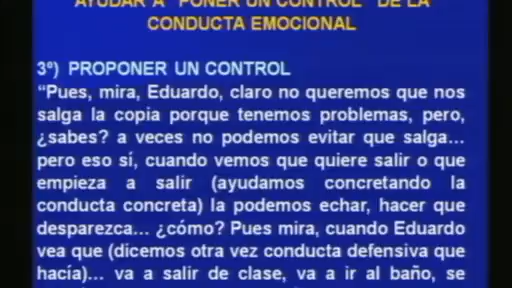 AYUDAR A "PONER UN CONTROL" DE LA
CONDUCTA EMOCIONAL
3º) PROPONER UN CONTROL
“Pues, mira, Eduardo, claro no queremos que nos
salga la copia porque tenemos problemas, pero,
¿sabes? a veces no podemos evitar que salga...
pero eso sí, cuando vemos que quiere salir o que
empieza a salir (ayudamos concretando la
conducta concreta) la podemos echar, hacer que
desparezca... ¿cómo? Pues mira, cuando Eduardo
vea que (dicemos otra vez conducta defensiva que
hacía)... va a salir de clase, va a ir al baño, se